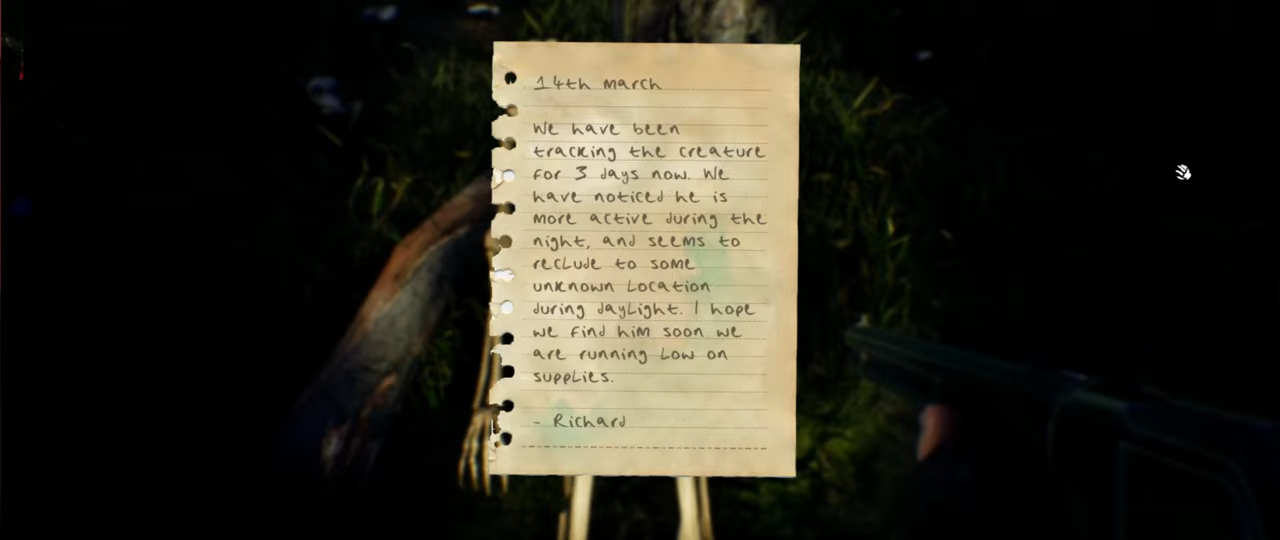 14th march
We have been
tracking the creature
for 3 days now. We
have noticed he is
more active during the
night, and seems to
reclude to some
unknown location
during daylight. I hope
we find him soon we
are running low on
supplies.
- Richard